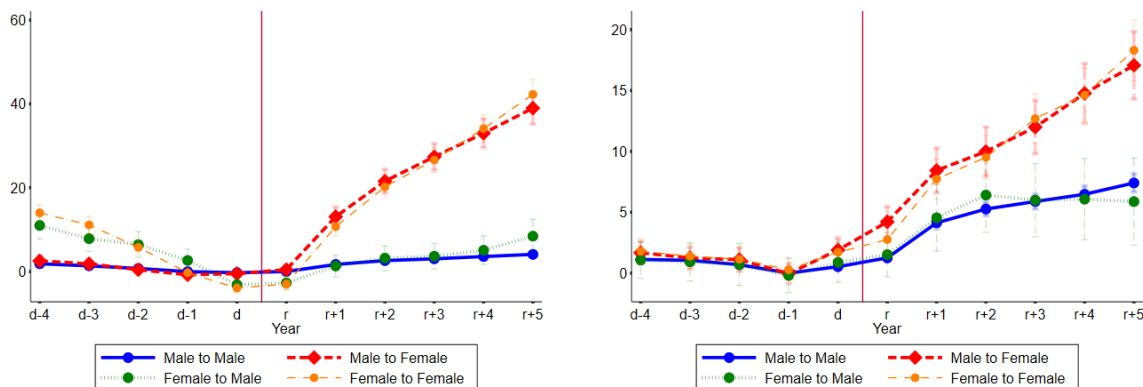 60
40
20
0
d-4 d-3 d-2 d-1 d r r+1 r+2 r+3 r+4 r+5
Year
Male to Male Male to Female
Female to Male Female to Female
20
15
10
5
0
d-4 d-3 d-2 d-1 d r r+1 r+2 r+3 r+4 r+5
Year
Male to Male Male to Female
Female to Male Female to Female